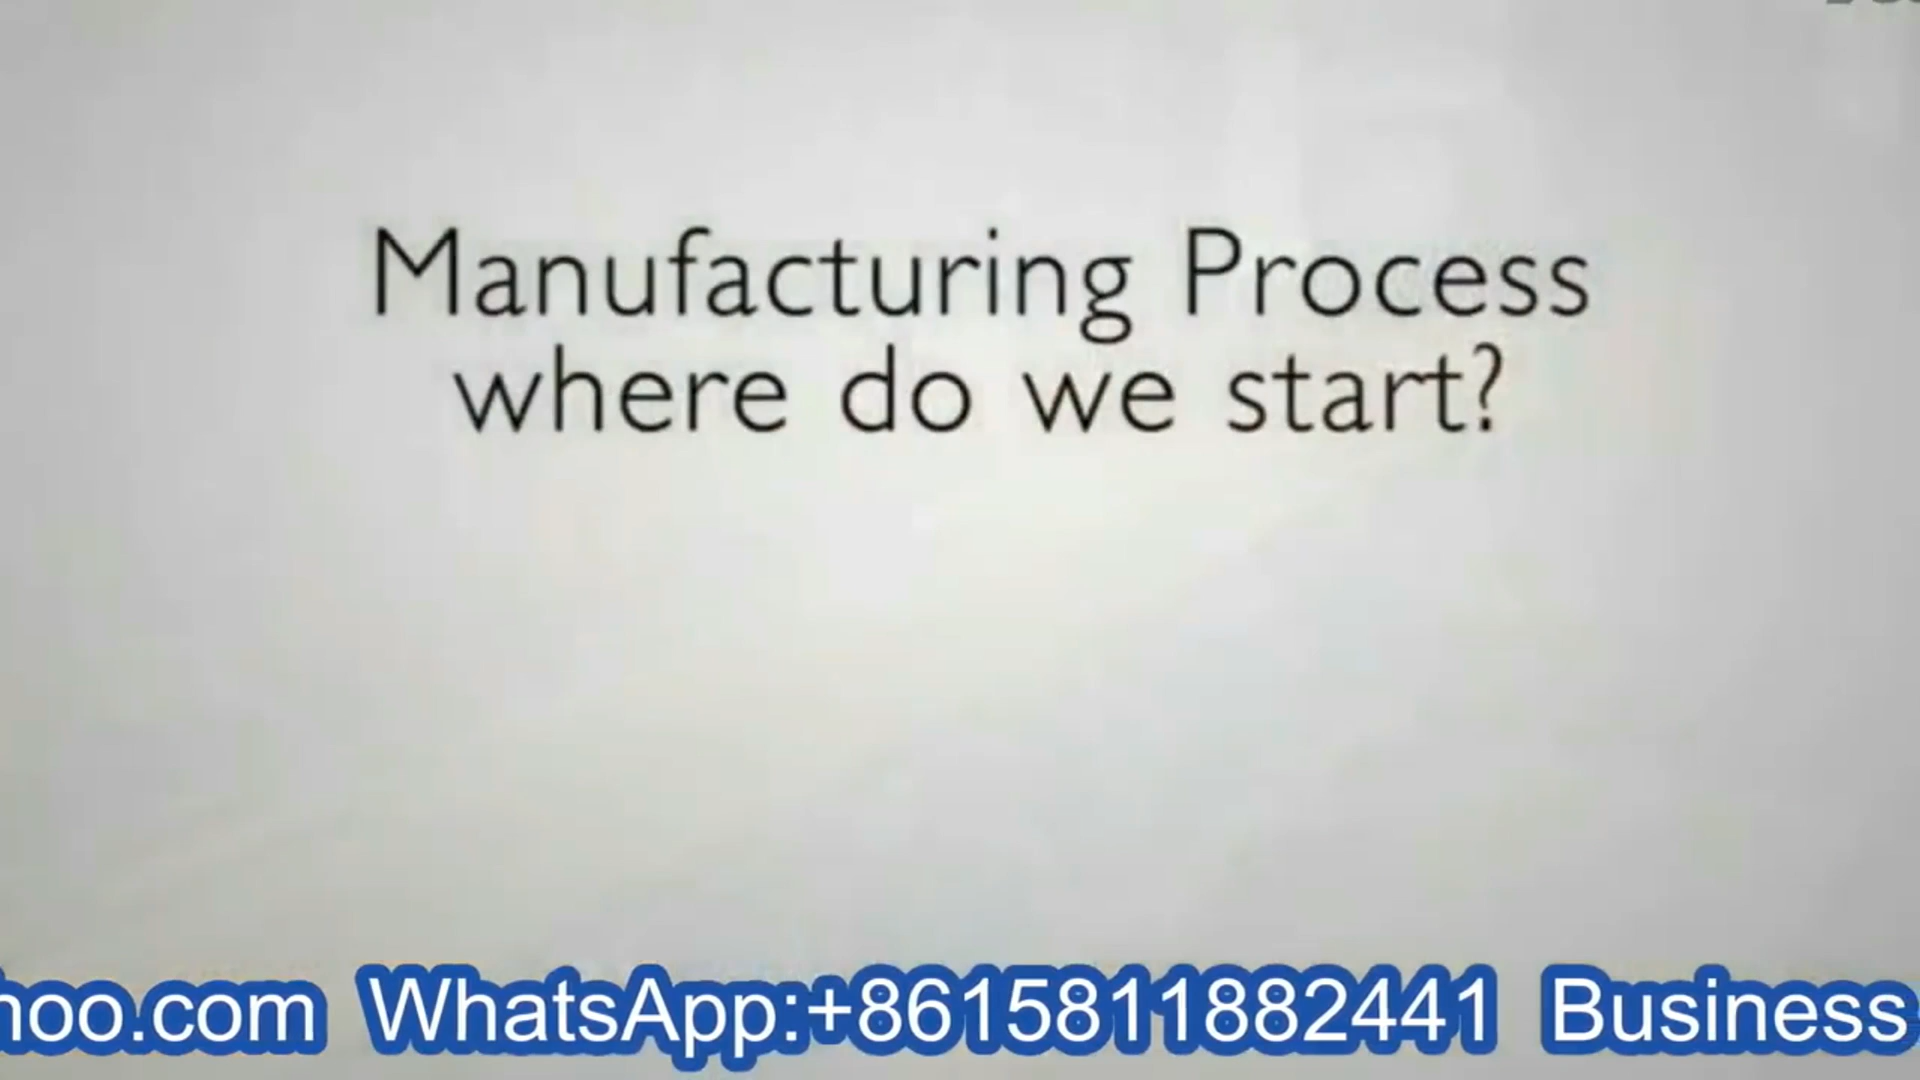 Manufacturing Process
where do we start?
hoo.com WhatsApp:+8615811882441 Business